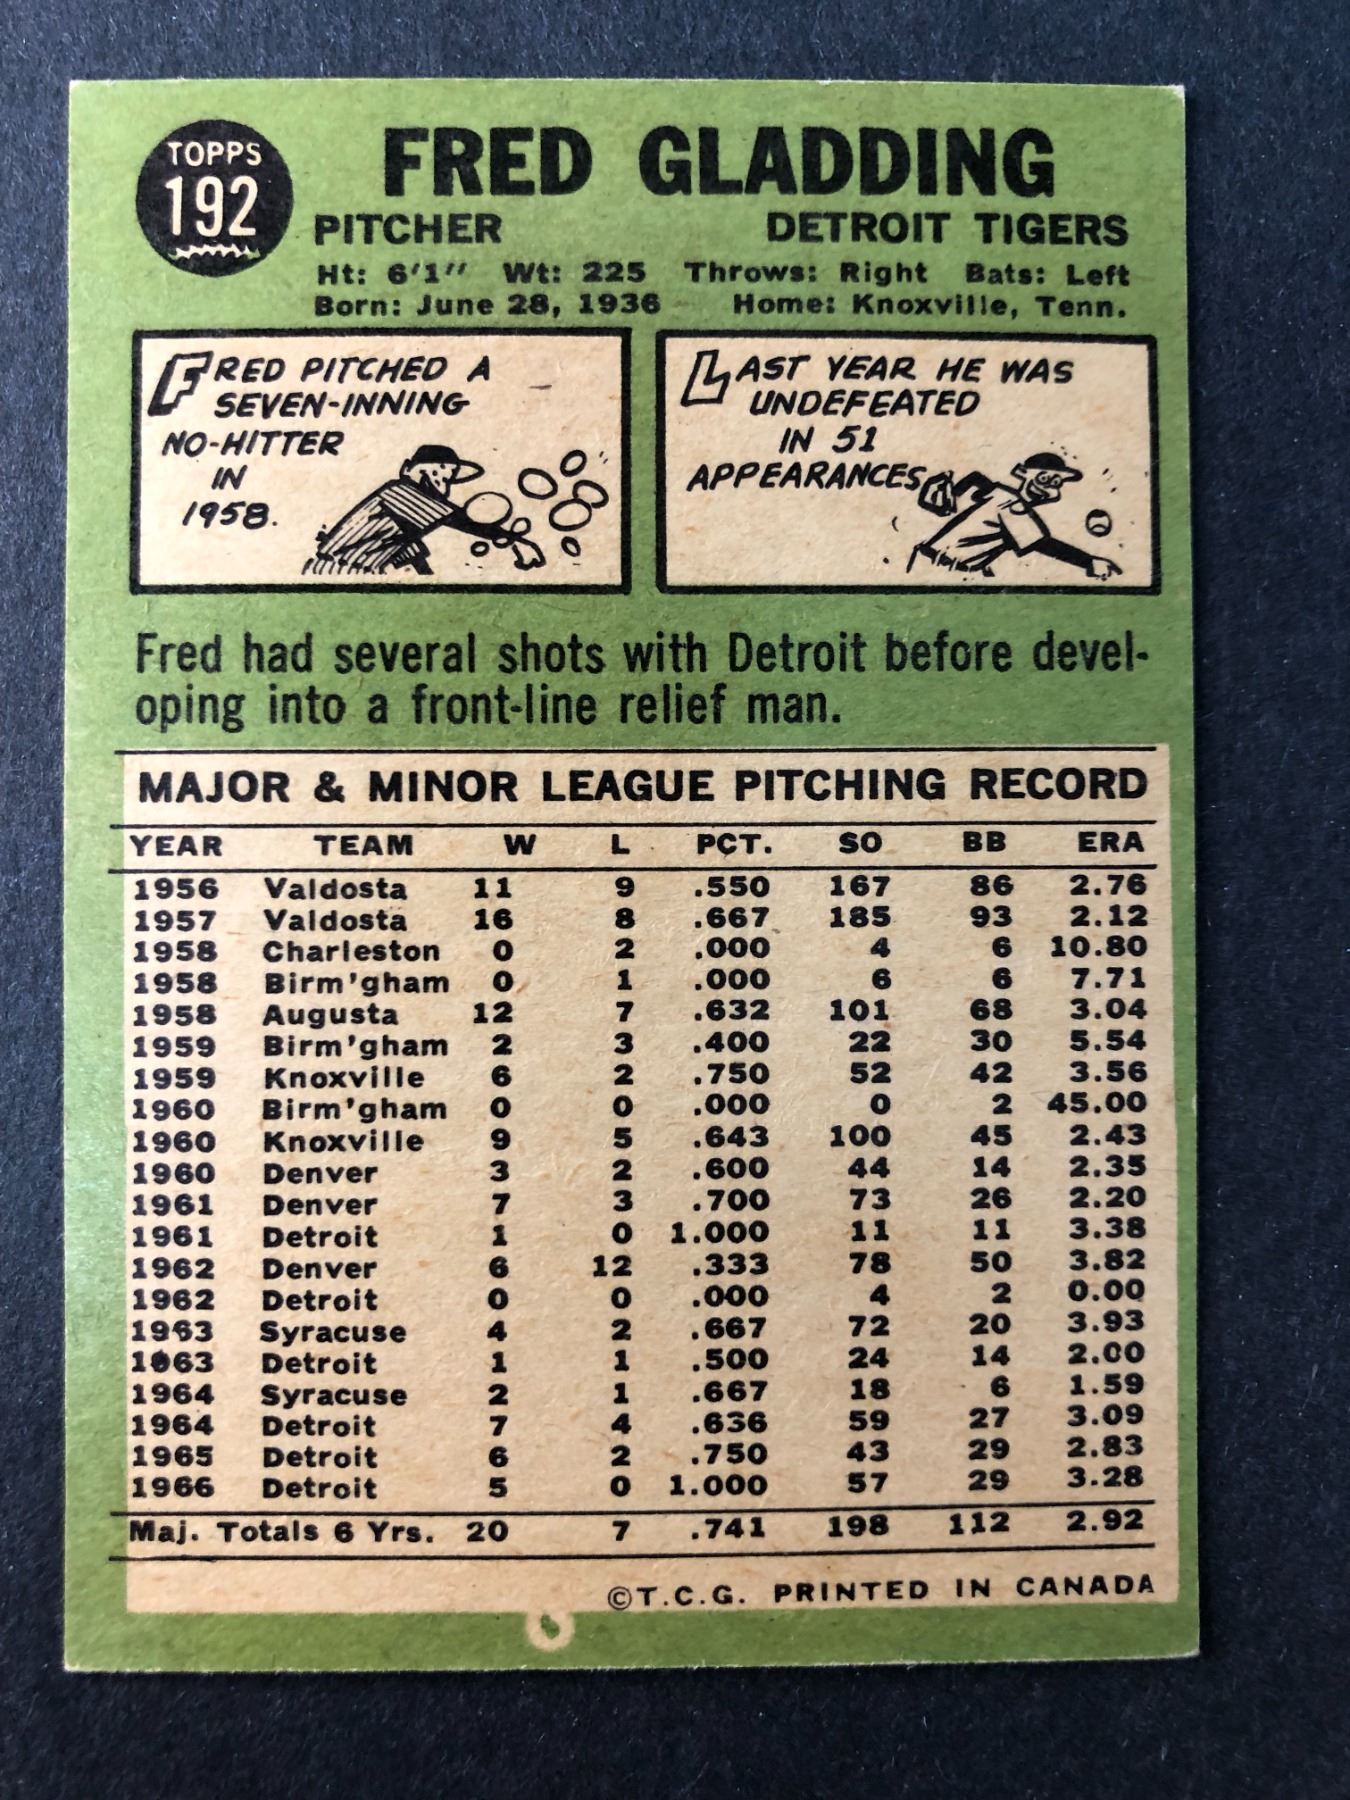 TOPPS
192
FRED GLADDING
PITCHER DETROIT TIGERS
Ht: 6'1" Wt: 225 Throws: Right Bats: Left
Born: June 28, 1936 Home: Knoxville, Tenn.
FRED PITCHED A
SEVEN-INNING
NO-HITTER
IN
1958.
LAST YEAR HE WAS
UNDEFEATED
IN 51
APPEARANCES
Fred had several shots with Detroit before devel-
oping into a front-line relief man.
MAJOR & MINOR LEAGUE PITCHING RECORD
YEAR TEAM W L PCT. SO BB ERA
1956 Valdosta 11 9 .550 167 86 2.76
1957 Valdosta 16 8 .667 185 93 2.12
1958 Charleston 0 2 .000 4 6 10.80
1958 Birm'gham 0 1 .000 6 6 7.71
1958 Augusta 12 7 .632 101 68 3.04
1959 Birm'gham 2 3 .400 22 30 5.54
1959 Knoxville 6 2 .750 52 42 3.56
1960 Birm'gham 0 0 .000 0 2 45.00
1960 Knoxville 9 5 .643 100 45 2.43
1960 Denver 3 2 .600 44 14 2.35
1961 Denver 7 3 .700 73 26 2.20
1961 Detroit 1 0 1.000 11 11 3.38
1962 Denver 6 12 .333 78 50 3.82
1962 Detroit 0 0 .000 4 2 0.00
1963 Syracuse 4 2 .667 72 20 3.93
1963 Detroit 1 1 .500 24 14 2.00
1964 Syracuse 2 1 .667 18 6 1.59
1964 Detroit 7 4 .636 59 27 3.09
1965 Detroit 6 2 .750 43 29 2.83
1966 Detroit 5 0 1.000 57 29 3.28
Maj. Totals 6 Yrs. 20 7 .741 198 112 2.92
©T.C.G. PRINTED IN CANADA